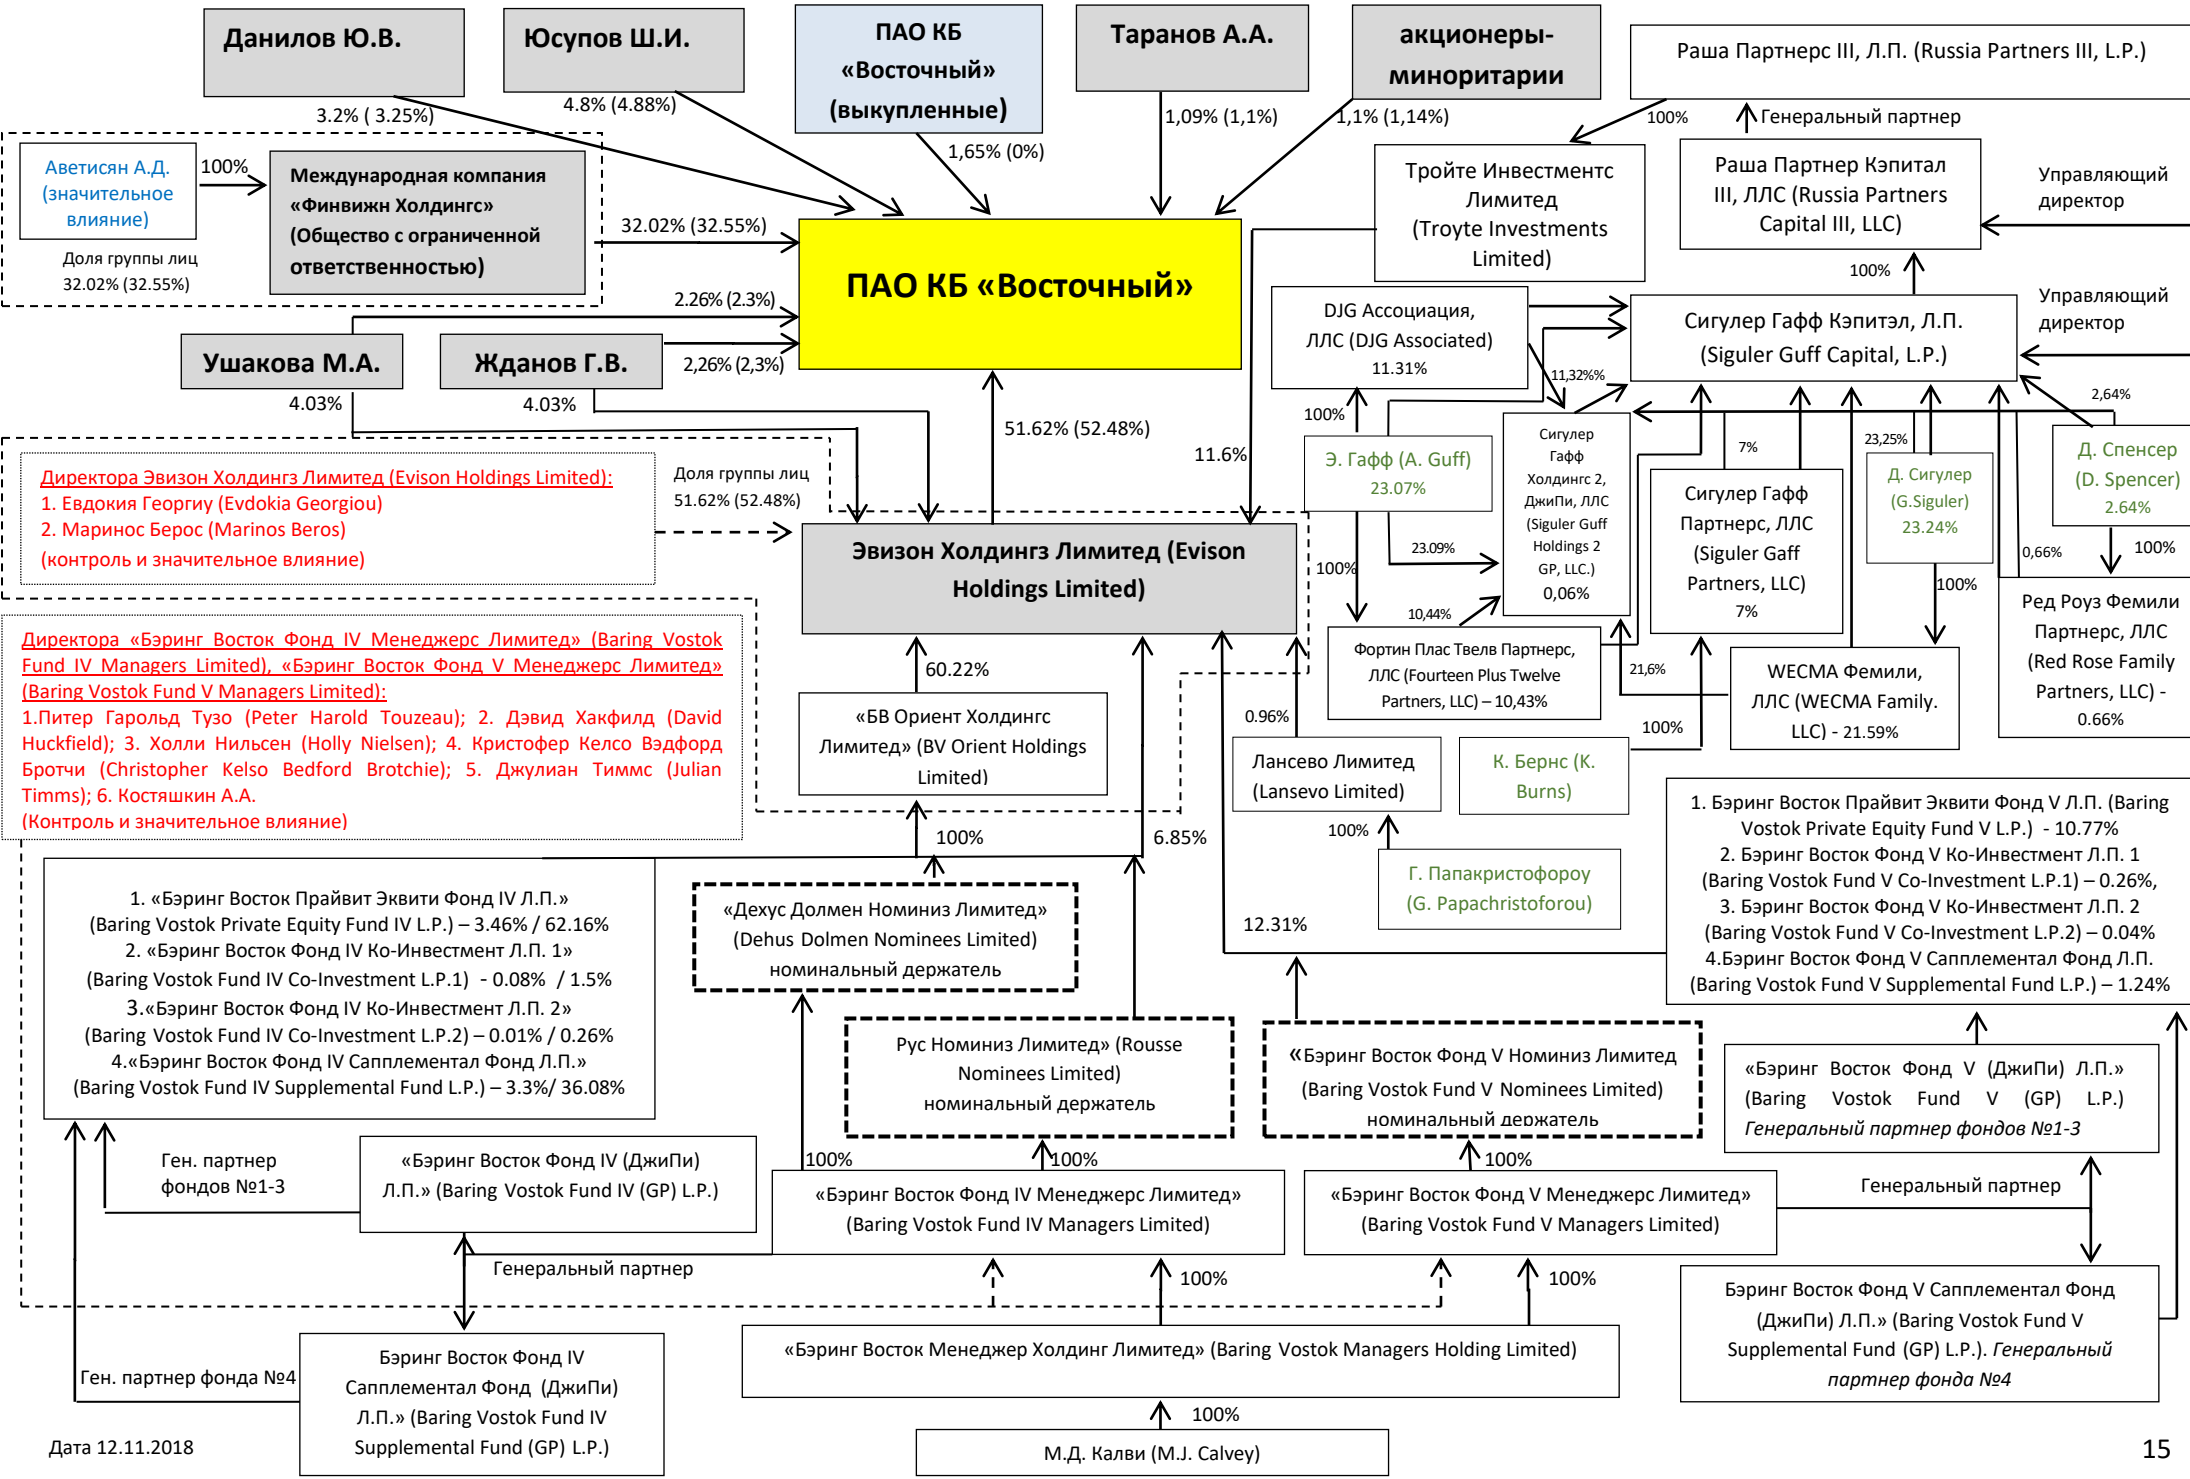 Данилов Ю.В.
Юсупов Ш.И.
ПАО КБ
«Восточный»
(выкупленные)
Таранов А.А.
акционеры-
миноритарии
Раша Партнерс III, Л.П. (Russia Partners III, L.P.)
3.2% ( 3.25%)
4.8% (4.88%)
1,65% (0%)
1,09% (1,1%)
1,1% (1,14%)
100%
Генеральный партнер
Аветисян А.Д.
(значительное
влияние)
100%
Международная компания
«Финвижн Холдингс»
(Общество с ограниченной
ответственностью)
Доля группы лиц
32.02% (32.55%)
32.02% (32.55%)
ПАО КБ «Восточный»
Тройте Инвестментс
Лимитед
(Troyte Investments
Limited)
Раша Партнер Кэпитал
III, ЛЛС (Russia Partners
Capital III, LLC)
Управляющий
директор
100%
Управляющий
директор
2.26% (2.3%)
2,26% (2,3%)
Ушакова М.А.
Жданов Г.В.
4.03%
4.03%
51.62% (52.48%)
11.6%
DJG Ассоциация,
ЛЛС (DJG Associated)
11.31%
Сигулер Гафф Кэпитэл, Л.П.
(Siguler Guff Capital, L.P.)
11,32%%
100%
2,64%
Директора Эвизон Холдингз Лимитед (Evison Holdings Limited):
1. Евдокия Георгиу (Evdokia Georgiou)
2. Маринос Берос (Marinos Beros)
(контроль и значительное влияние)
Доля группы лиц
51.62% (52.48%)
Эвизон Холдингз Лимитед (Evison
Holdings Limited)
Э. Гафф (A. Guff)
23.07%
23.09%
100%
Сигулер
Гафф
Холдингс 2,
ДжиПи, ЛЛС
(Siguler Guff
Holdings 2
GP, LLC.)
0,06%
7%
Сигулер Гафф
Партнерс, ЛЛС
(Siguler Gaff
Partners, LLC)
7%
23,25%
Д. Сигулер
(G.Siguler)
23.24%
Д. Спенсер
(D. Spencer)
2.64%
0,66%
100%
100%
Ред Роуз Фемили
Партнерс, ЛЛС
(Red Rose Family
Partners, LLC) -
0.66%
10,44%
Фортин Плас Твелв Партнерс,
ЛЛС (Fourteen Plus Twelve
Partners, LLC) – 10,43%
21,6%
WECMA Фемили,
ЛЛС (WECMA Family.
LLC) - 21.59%
100%
К. Бернс (K.
Burns)
Директора «Бэринг Восток Фонд IV Менеджерс Лимитед» (Baring Vostok
Fund IV Managers Limited), «Бэринг Восток Фонд V Менеджерс Лимитед»
(Baring Vostok Fund V Managers Limited):
1.Питер Гарольд Тузо (Peter Harold Touzeau); 2. Дэвид Хакфилд (David
Huckfield); 3. Холли Нильсен (Holly Nielsen); 4. Кристофер Келсо Вэдфорд
Бротчи (Christopher Kelso Bedford Brotchie); 5. Джулиан Тиммс (Julian
Timms); 6. Костяшкин А.А.
(Контроль и значительное влияние)
60.22%
«БВ Ориент Холдингс
Лимитед» (BV Orient Holdings
Limited)
100%
6.85%
0.96%
Лансево Лимитед
(Lansevo Limited)
100%
Г. Папакристофороу
(G. Papachristoforou)
12.31%
1. Бэринг Восток Прайвит Эквити Фонд V Л.П. (Baring
Vostok Private Equity Fund V L.P.)  - 10.77%
2. Бэринг Восток Фонд V Ко-Инвестмент Л.П. 1
(Baring Vostok Fund V Co-Investment L.P.1) – 0.26%,
3. Бэринг Восток Фонд V Ко-Инвестмент Л.П. 2
(Baring Vostok Fund V Co-Investment L.P.2) – 0.04%
4.Бэринг Восток Фонд V Сапплементал Фонд Л.П.
(Baring Vostok Fund V Supplemental Fund L.P.) – 1.24%
1. «Бэринг Восток Прайвит Эквити Фонд IV Л.П.»
(Baring Vostok Private Equity Fund IV L.P.) – 3.46% / 62.16%
2. «Бэринг Восток Фонд IV Ко-Инвестмент Л.П. 1»
(Baring Vostok Fund IV Co-Investment L.P.1)  - 0.08%  / 1.5%
3.«Бэринг Восток Фонд IV Ко-Инвестмент Л.П. 2»
(Baring Vostok Fund IV Co-Investment L.P.2) – 0.01% / 0.26%
4.«Бэринг Восток Фонд IV Сапплементал Фонд Л.П.»
(Baring Vostok Fund IV Supplemental Fund L.P.) – 3.3%/ 36.08%
«Дехус Долмен Номиниз Лимитед»
(Dehus Dolmen Nominees Limited)
номинальный держатель
Рус Номиниз Лимитед» (Rousse
Nominees Limited)
номинальный держатель
«Бэринг Восток Фонд V Номиниз Лимитед
(Baring Vostok Fund V Nominees Limited)
номинальный держатель
«Бэринг Восток Фонд V (ДжиПи) Л.П.»
(Baring Vostok Fund V (GP) L.P.)
Генеральный партнер фондов №1-3
Ген. партнер
фондов №1-3
«Бэринг Восток Фонд IV (ДжиПи)
Л.П.» (Baring Vostok Fund IV (GP) L.P.)
100%
100%
100%
«Бэринг Восток Фонд IV Менеджерс Лимитед»
(Baring Vostok Fund IV Managers Limited)
«Бэринг Восток Фонд V Менеджерс Лимитед»
(Baring Vostok Fund V Managers Limited)
Генеральный партнер
Генеральный партнер
100%
100%
Бэринг Восток Фонд V Сапплементал Фонд
(ДжиПи) Л.П.» (Baring Vostok Fund V
Supplemental Fund (GP) L.P.). Генеральный
партнер фонда №4
Ген. партнер фонда №4
Бэринг Восток Фонд IV
Сапплементал Фонд  (ДжиПи)
Л.П.» (Baring Vostok Fund IV
Supplemental Fund (GP) L.P.)
«Бэринг Восток Менеджер Холдинг Лимитед» (Baring Vostok Managers Holding Limited)
100%
М.Д. Калви (M.J. Calvey)
Дата 12.11.2018
15